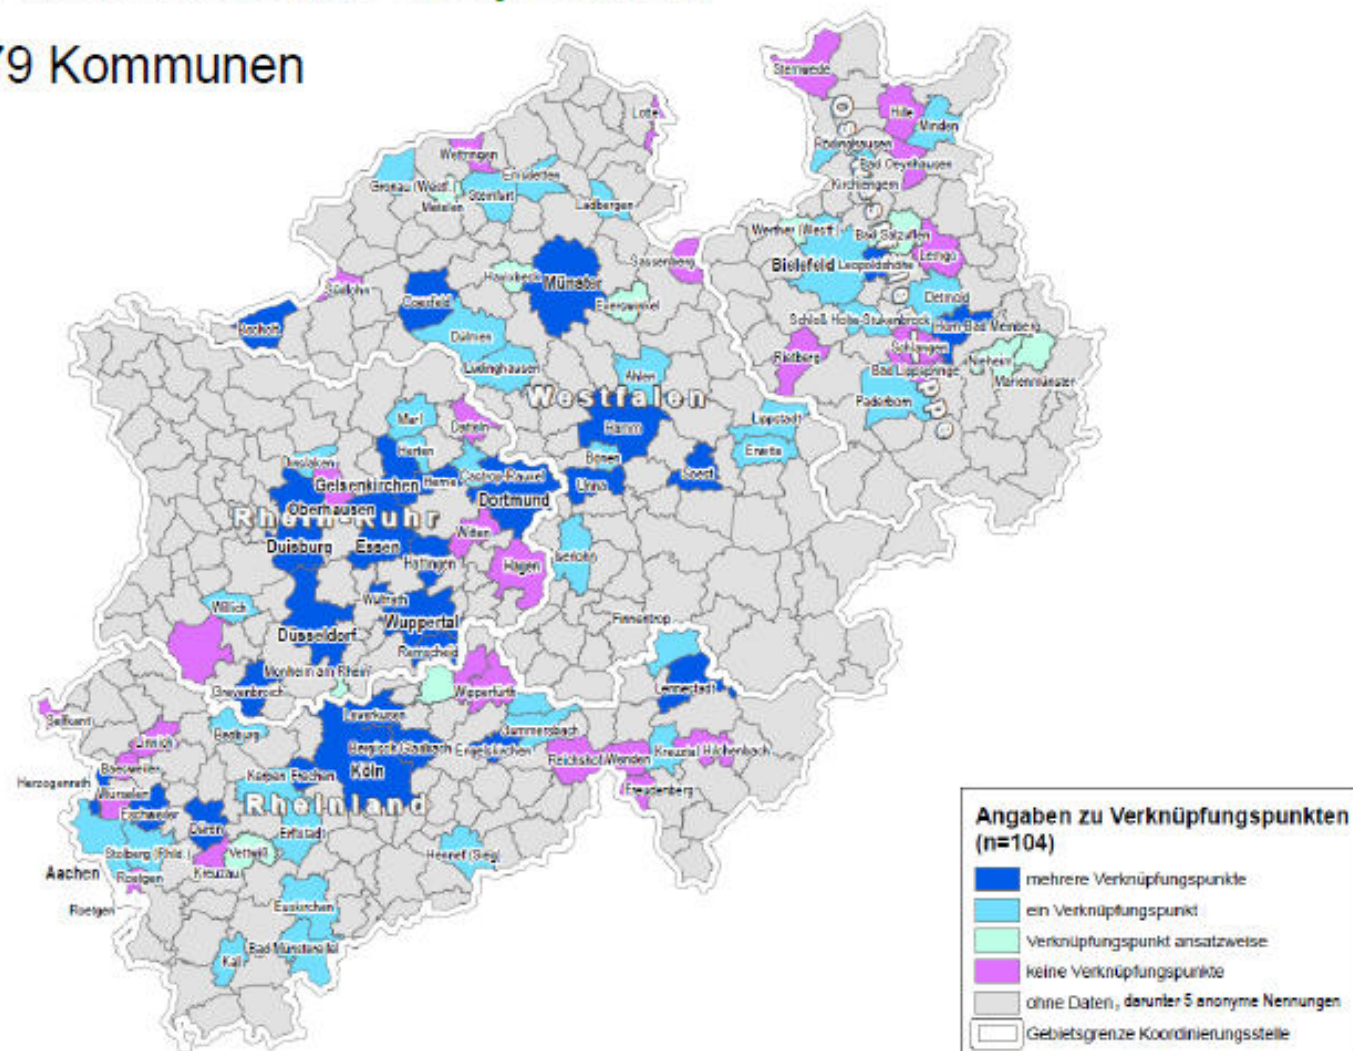 79 Kommunen
Stemwede
Lotte
Hille
Minden
Rödinghausen
Bad Oeynhausen
Kirchlengern
Wettringen
Gronau (Westf.)
Emsdetten
Steinfurt
Metelen
Ladbergen
Werther (Westf.)
Bad Salzuflen
Lemgo
Sassenberg
Bielefeld
Leopoldshöhe
Havixbeck
Münster
Südlohn
Coesfeld
Everswinkel
Detmold
Bocholt
Schloß Holte-Stukenbrock
Horn-Bad Meinberg
Dülmen
Schlangen
Rietberg
Nieheim
Lüdinghausen
Ahlen
Bad Lippspringe
Marienmünster
Westfalen
Paderborn
Marl
Datteln
Lippstadt
Hamm
Herten
Bönen
Erwitte
Dinslaken
Castrop-Rauxel
Soest
Gelsenkirchen
Herne
Unna
Oberhausen
Dortmund
Rhein-Ruhr
Witten
Duisburg
Essen
Hattingen
Hagen
Iserlohn
Willich
Wülfrath
Wuppertal
Finnentrop
Düsseldorf
Remscheid
Monheim am Rhein
Grevenbroich
Wipperfürth
Lennestadt
Selfkant
Leverkusen
Bedburg
Gummersbach
Linnich
Bergisch Gladbach
Engelskirchen
Kreuztal
Hilchenbach
Reichshof
Wenden
Baesweiler
Köln
Herzogenrath
Kerpen
Frechen
Würselen
Freudenberg
Rheinland
Eschweiler
Düren
Erftstadt
Stolberg (Rhld.)
Vettweiß
Hennef (Sieg)
Aachen
Roetgen
Kreuzau
Roetgen
Euskirchen
Bad Münstereifel
Kall
Angaben zu Verknüpfungspunkten
(n=104)
mehrere Verknüpfungspunkte
ein Verknüpfungspunkt
Verknüpfungspunkt ansatzweise
keine Verknüpfungspunkte
ohne Daten, darunter 5 anonyme Nennungen
Gebietsgrenze Koordinierungsstelle